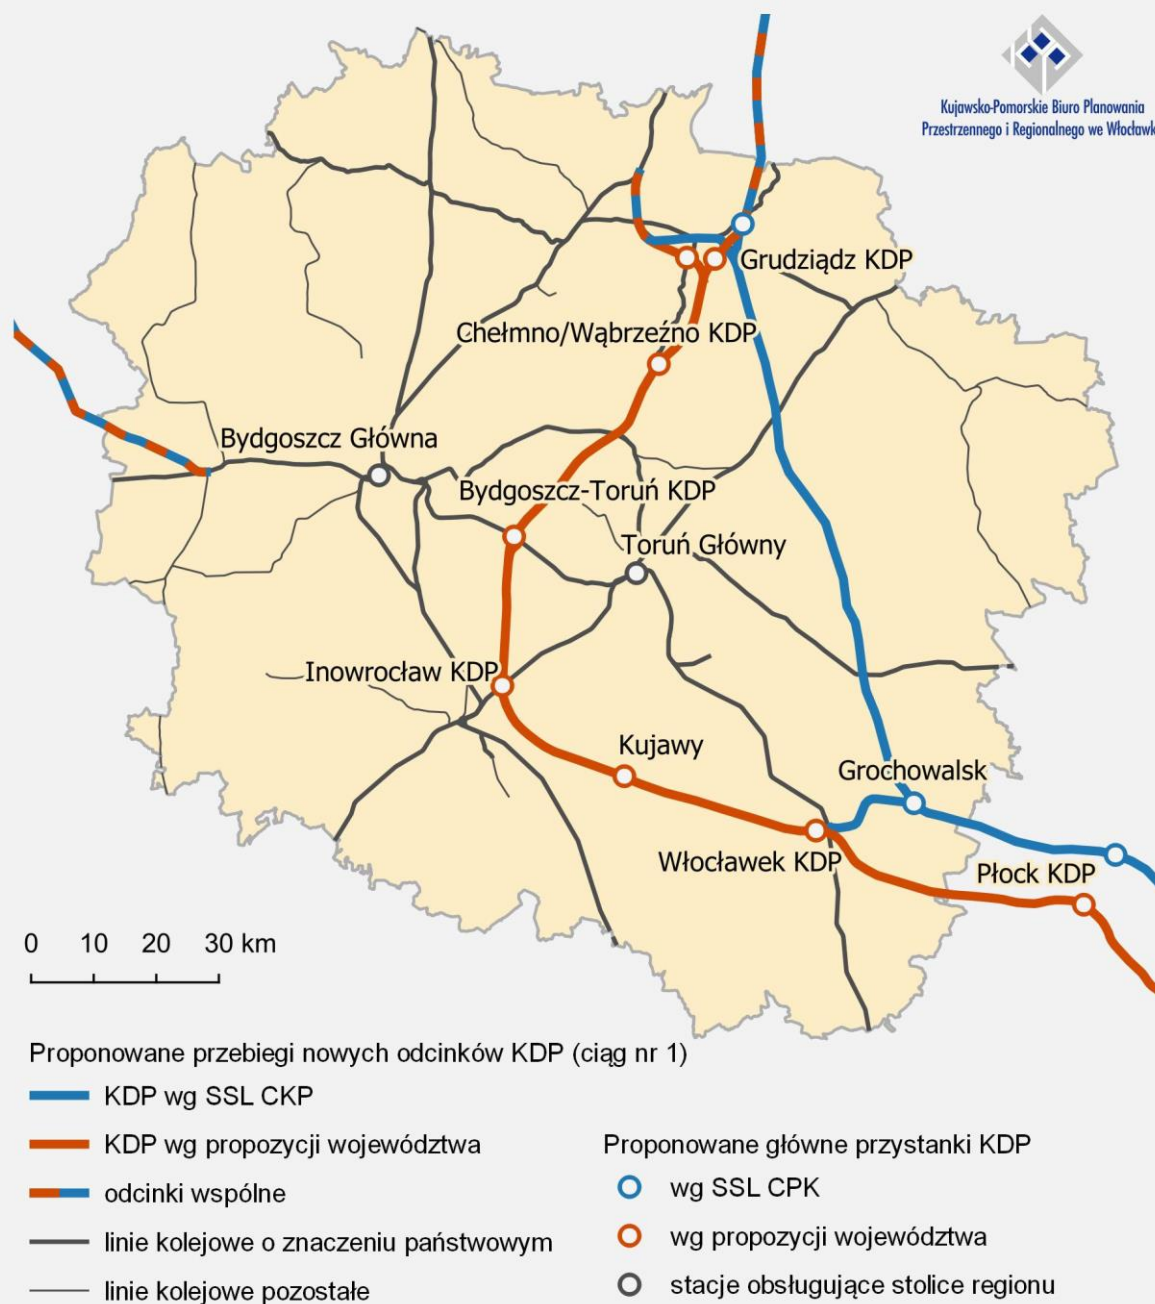 Kujawsko-Pomorskie Biuro Planowania
Przestrzennego i Regionalnego we Włocławk
Grudziądz KDP
Chełmno/Wąbrzeźno KDP
Bydgoszcz Główna
Bydgoszcz-Toruń KDP
Toruń Główny
Inowrocław KDP
Kujawy
Grochowalsk
Włocławek KDP
Płock KDP
0 10 20 30 km
Proponowane przebiegi nowych odcinków KDP (ciąg nr 1)
KDP wg SSL CKP
KDP wg propozycji województwa
odcinki wspólne
linie kolejowe o znaczeniu państwowym
linie kolejowe pozostałe
Proponowane główne przystanki KDP
wg SSL CPK
wg propozycji województwa
stacje obsługujące stolice regionu